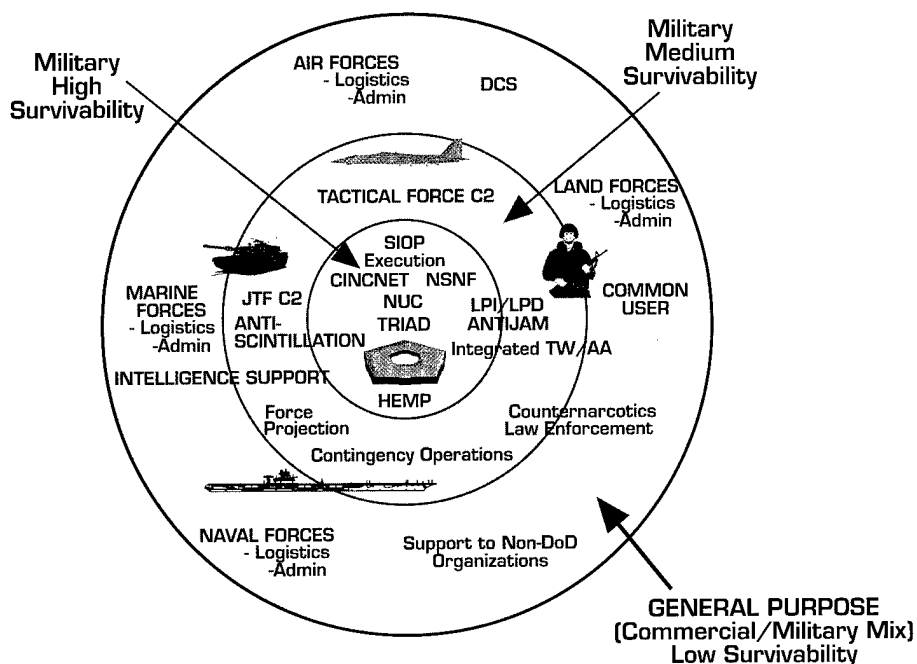 Military
High
Survivability
Military
Medium
Survivability
AIR FORCES
- Logistics
-Admin
DCS
TACTICAL FORCE C2
LAND FORCES
- Logistics
-Admin
SIOP
Execution
CINCNET NSNF
NUC
TRIAD
HEMP
JTF C2
ANTI-
SCINTILLATION
LPI/LPD
ANTIJAM
Integrated TW/AA
MARINE
FORCES
- Logistics
-Admin
COMMON
USER
INTELLIGENCE SUPPORT
Force
Projection
Counternarcotics
Law Enforcement
Contingency Operations
NAVAL FORCES
- Logistics
-Admin
Support to Non-DoD
Organizations
GENERAL PURPOSE
(Commercial/Military Mix)
Low Survivability